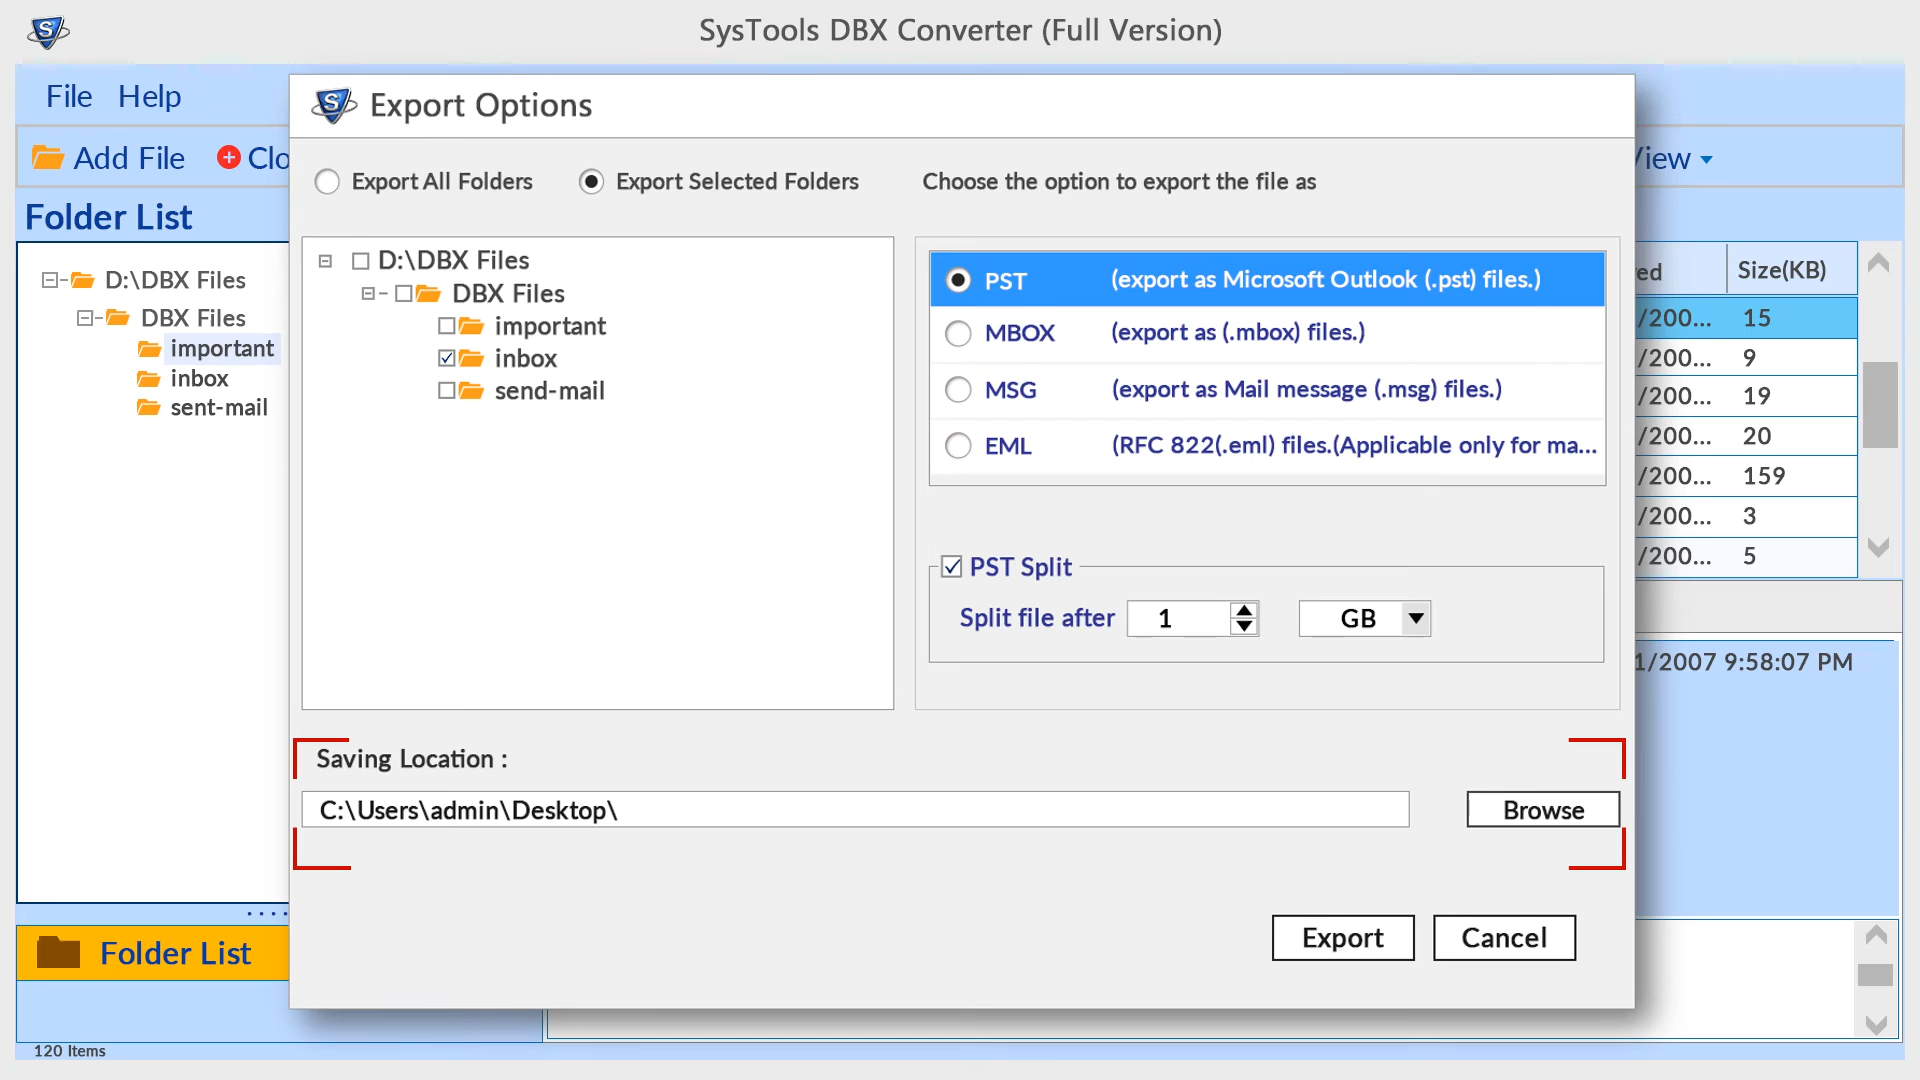 SysTools DBX Converter (Full Version)
File Help
Export Options
Add File
View
Export All Folders Export Selected Folders Choose the option to export the file as
Folder List
D:\DBX Files
DBX Files
important
inbox
sent-mail
D:\DBX Files
DBX Files
important
inbox
send-mail
PST (export as Microsoft Outlook (.pst) files.)
MBOX (export as (.mbox) files.)
MSG (export as Mail message (.msg) files.)
EML (RFC 822(.eml) files.(Applicable only for ma...
PST Split
Split file after 1 GB
Size(KB)
/200... 15
/200... 9
/200... 19
/200... 20
/200... 159
/200... 3
/200... 5
1/2007 9:58:07 PM
Saving Location :
C:\Users\admin\Desktop\ Browse
Export Cancel
Folder List
120 Items